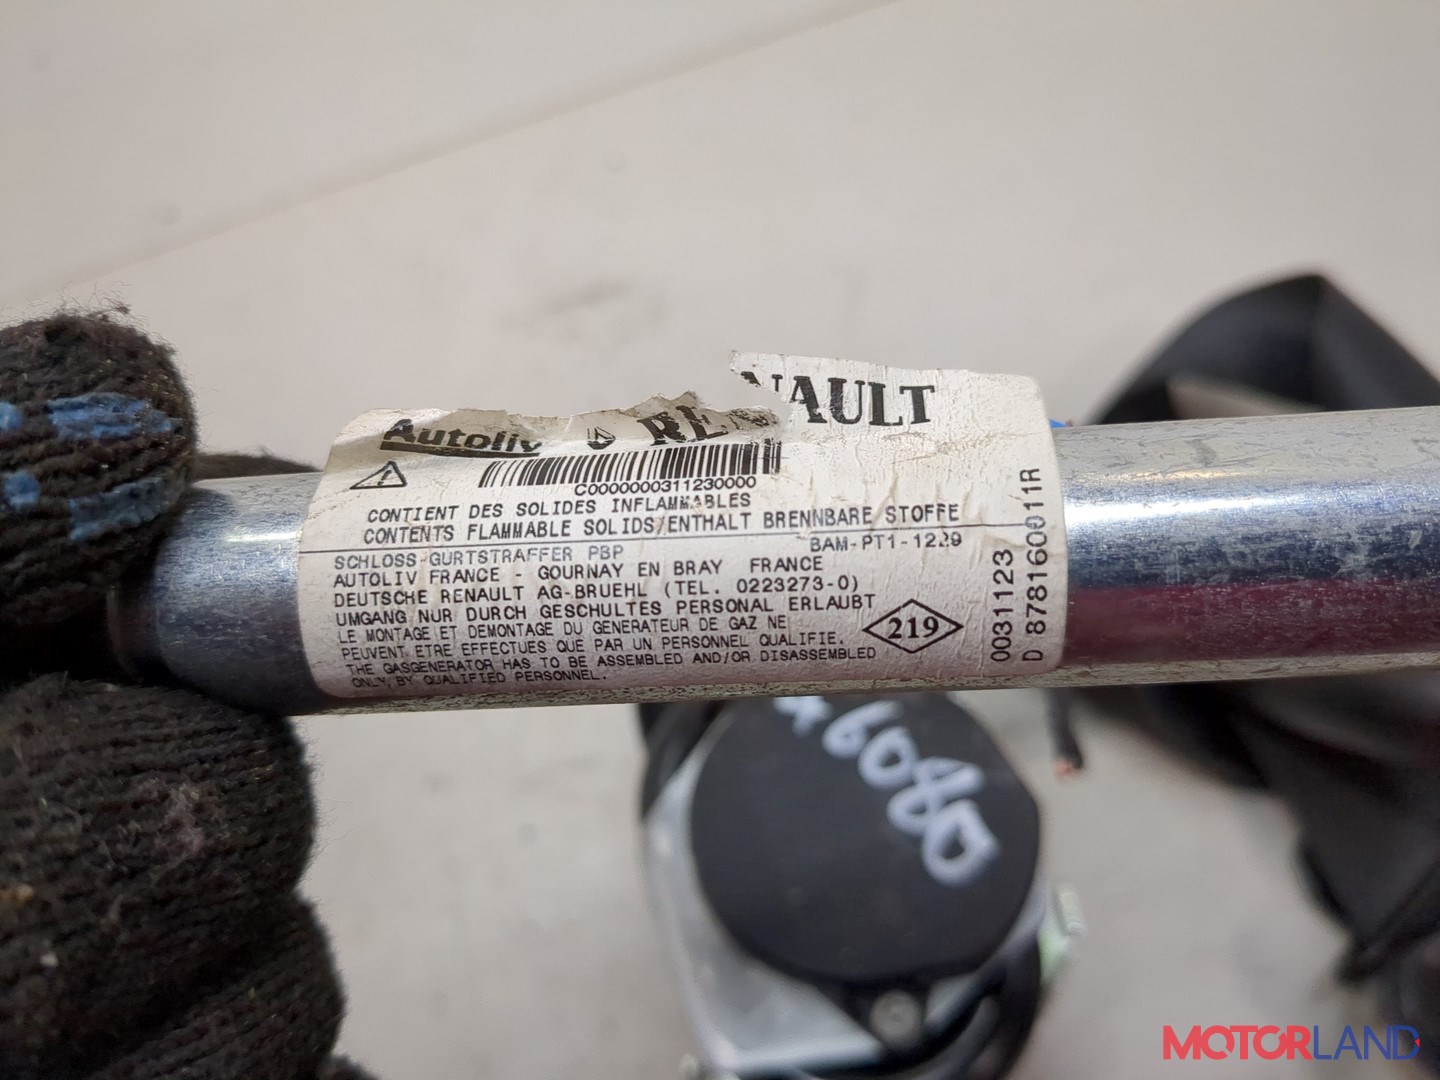 Autoliv RENAULT
C0000000311230000
CONTIENT DES SOLIDES INFLAMMABLES
CONTENTS FLAMMABLE SOLIDS/ENTHALT BRENNBARE STOFFE
SCHLOSS-GURTSTRAFFER PBP BAM-PT1-1229
AUTOLIV FRANCE - GOURNAY EN BRAY FRANCE
DEUTSCHE RENAULT AG-BRUEHL (TEL. 0223273-0)
UMGANG NUR DURCH GESCHULTES PERSONAL ERLAUBT
LE MONTAGE ET DEMONTAGE DU GENERATEUR DE GAZ NE
PEUVENT ETRE EFFECTUES QUE PAR UN PERSONNEL QUALIFIE.
THE GASGENERATOR HAS TO BE ASSEMBLED AND/OR DISASSEMBLED
ONLY, BY QUALIFIED PERSONNEL.
219
0031123
D 878160011R
MOTORLAND